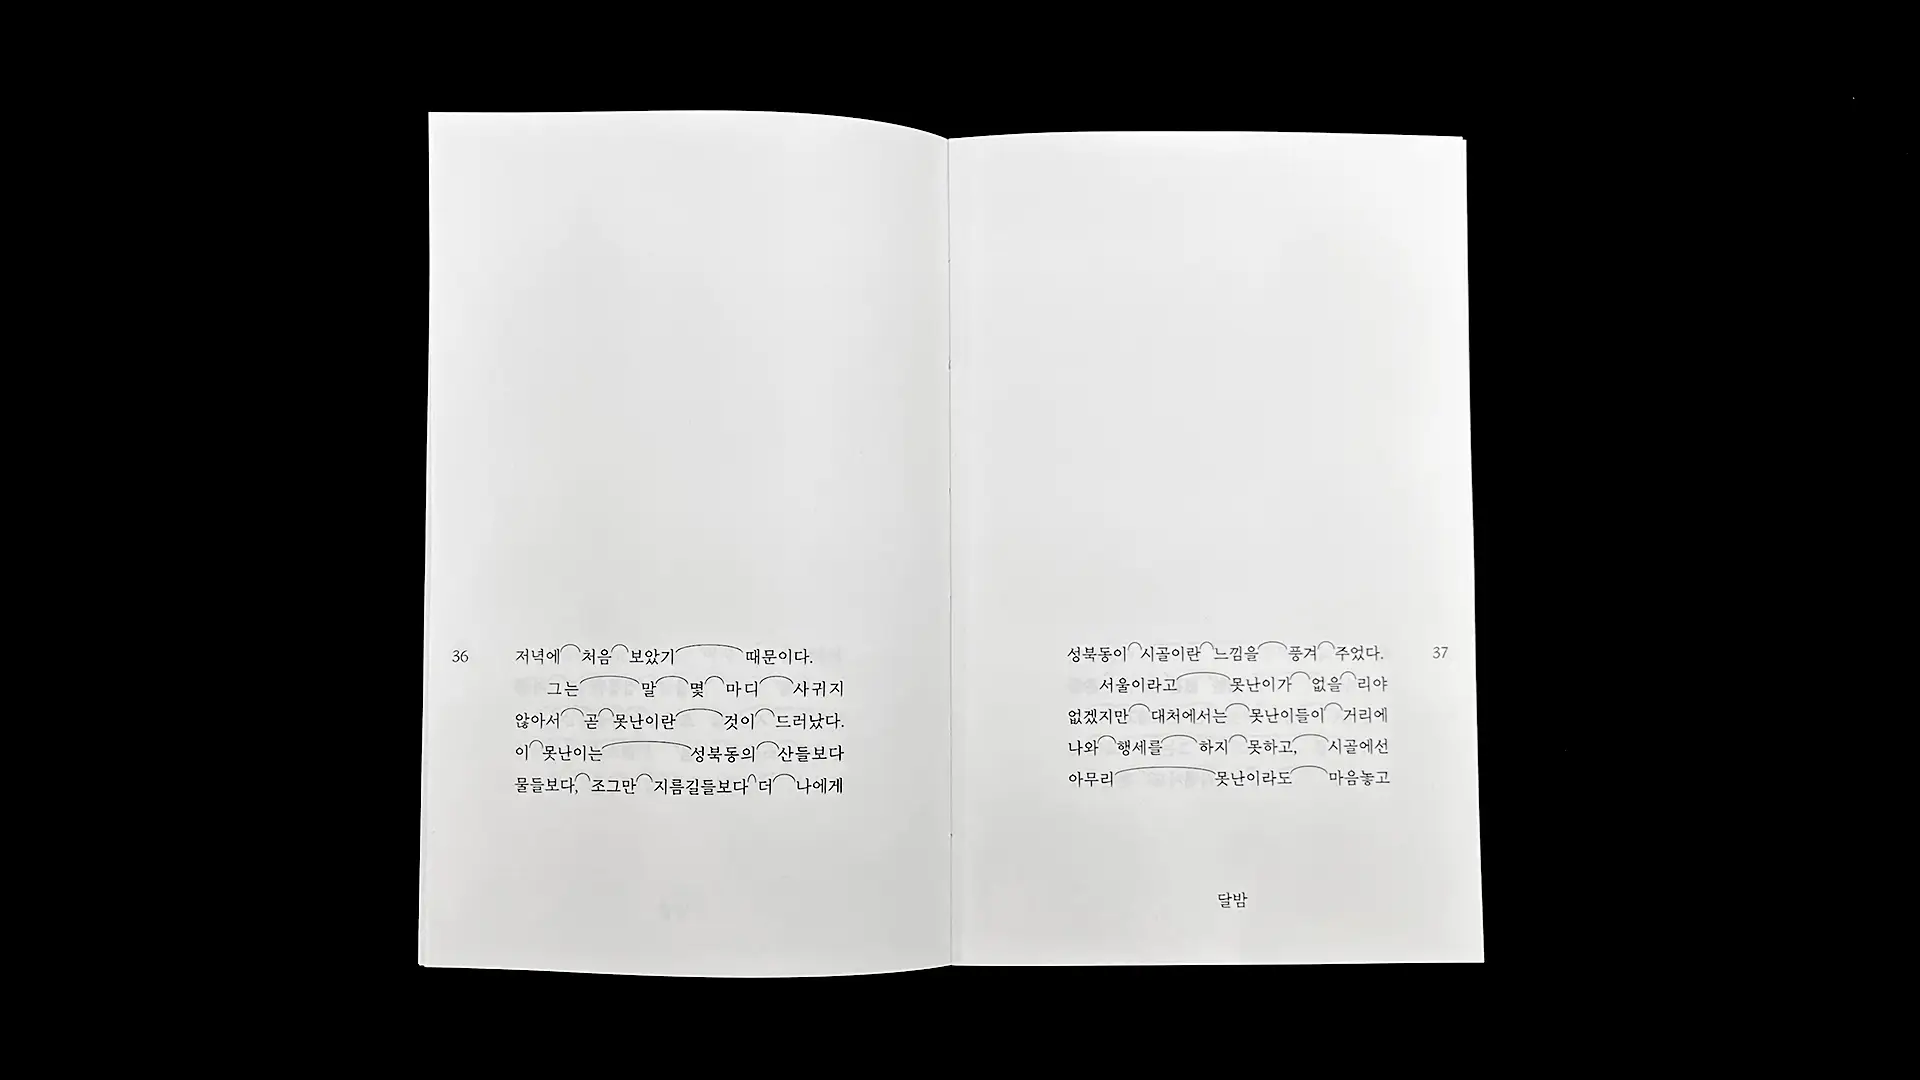 36
저녁에 처음 보았기 때문이다.
그는 말 몇 마디 사귀지
않아서 곧 못난이란 것이 드러났다.
이 못난이는 성북동의 산들보다
물들보다, 조그만 지름길들보다 더 나에게
37
성북동이 시골이란 느낌을 풍겨 주었다.
서울이라고 못난이가 없을 리야
없겠지만 대처에서는 못난이들이 거리에
나와 행세를 하지 못하고, 시골에선
아무리 못난이라도 마음놓고
달밤